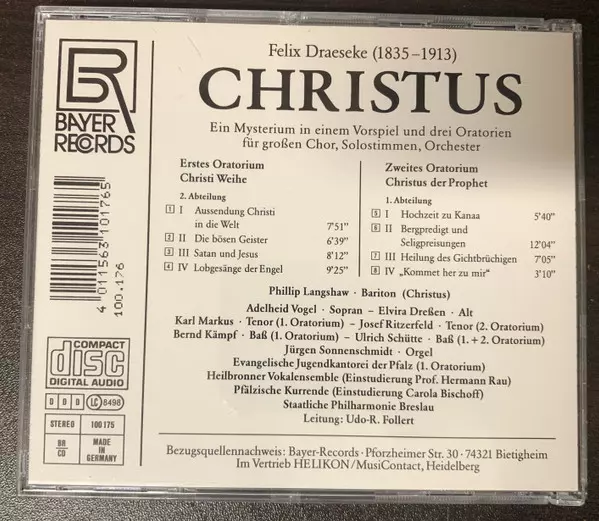 BAYER
RECORDS
4 011563 101765
100.176
COMPACT
disc
DIGITAL AUDIO
D D D LC 8498
STEREO 100 175
BR
CD
MADE IN
GERMANY
Felix Draeseke (1835–1913)
CHRISTUS
Ein Mysterium in einem Vorspiel und drei Oratorien
für großen Chor, Solostimmen, Orchester
Erstes Oratorium
Christi Weihe
2. Abteilung
1 I Aussendung Christi
in die Welt 7'51"
2 II Die bösen Geister 6'39"
3 III Satan und Jesus 8'12"
4 IV Lobgesänge der Engel 9'25"
Zweites Oratorium
Christus der Prophet
1. Abteilung
5 I Hochzeit zu Kanaa 5'40"
6 II Bergpredigt und
Seligpreisungen 12'04"
7 III Heilung des Gichtbrüchigen 7'05"
8 IV „Kommet her zu mir" 3'10"
Phillip Langshaw · Bariton (Christus)
Adelheid Vogel · Sopran – Elvira Dreßen · Alt
Karl Markus · Tenor (1. Oratorium) – Josef Ritzerfeld · Tenor (2. Oratorium)
Bernd Kämpf · Baß (1. Oratorium) – Ulrich Schütte · Baß (1. + 2. Oratorium)
Jürgen Sonnenschmidt · Orgel
Evangelische Jugendkantorei der Pfalz (1. Oratorium)
Heilbronner Vokalensemble (Einstudierung Prof. Hermann Rau)
Pfälzische Kurrende (Einstudierung Carola Bischoff)
Staatliche Philharmonie Breslau
Leitung: Udo-R. Follert
Bezugsquellennachweis: Bayer-Records · Pforzheimer Str. 30 · 74321 Bietigheim
Im Vertrieb HELIKON/MusiContact, Heidelberg